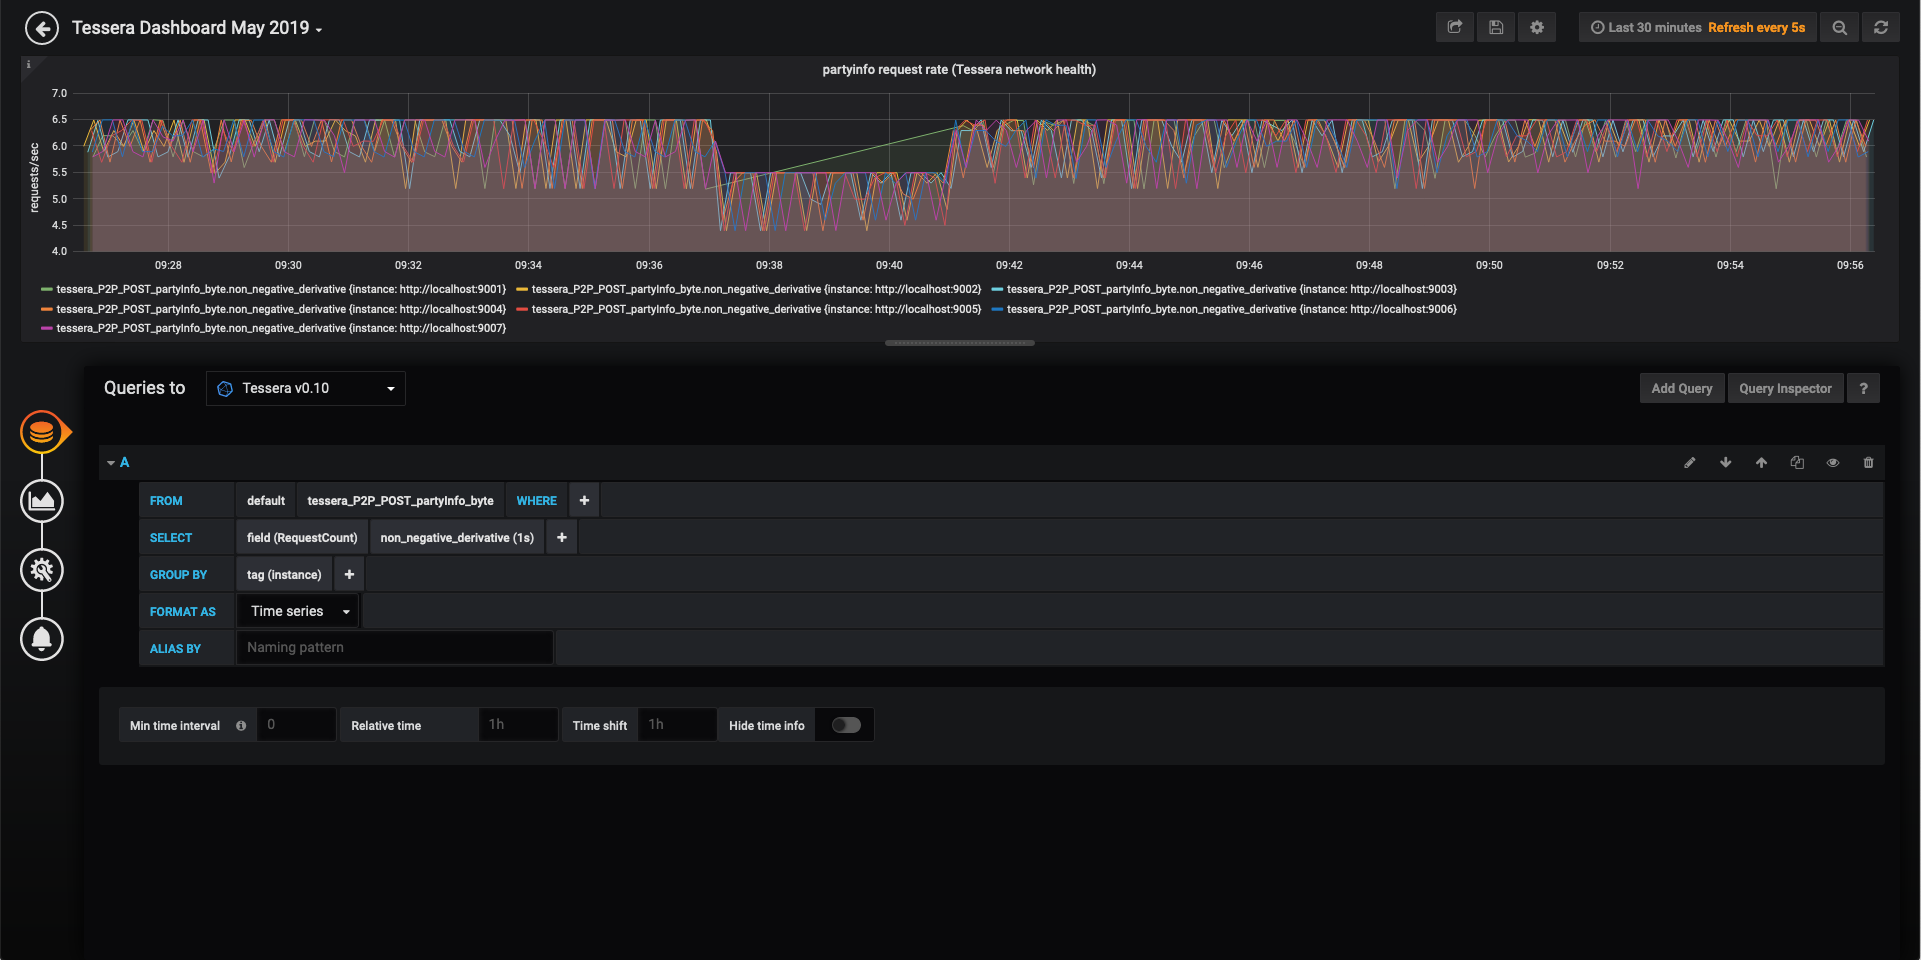 Tessera Dashboard May 2019
Last 30 minutes Refresh every 5s
i
partyinfo request rate (Tessera network health)
requests/sec
7.0
6.5
6.0
5.5
5.0
4.5
4.0
09:28 09:30 09:32 09:34 09:36 09:38 09:40 09:42 09:44 09:46 09:48 09:50 09:52 09:54 09:56
tessera_P2P_POST_partyInfo_byte.non_negative_derivative {instance: http://localhost:9001} tessera_P2P_POST_partyInfo_byte.non_negative_derivative {instance: http://localhost:9002} tessera_P2P_POST_partyInfo_byte.non_negative_derivative {instance: http://localhost:9003}
tessera_P2P_POST_partyInfo_byte.non_negative_derivative {instance: http://localhost:9004} tessera_P2P_POST_partyInfo_byte.non_negative_derivative {instance: http://localhost:9005} tessera_P2P_POST_partyInfo_byte.non_negative_derivative {instance: http://localhost:9006}
tessera_P2P_POST_partyInfo_byte.non_negative_derivative {instance: http://localhost:9007}
Queries to Tessera v0.10 Add Query Query Inspector ?
A
FROM default tessera_P2P_POST_partyInfo_byte WHERE +
SELECT field (RequestCount) non_negative_derivative (1s) +
GROUP BY tag (instance) +
FORMAT AS Time series
ALIAS BY Naming pattern
Min time interval 0 Relative time 1h Time shift 1h Hide time info